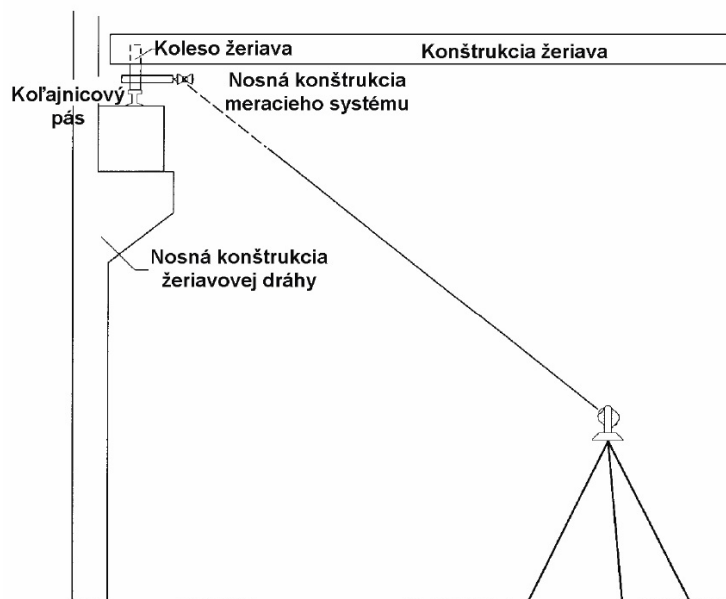 Koleso žeriava
Konštrukcia žeriava
Koľajnicový
pás
Nosná konštrukcia
meracieho systému
Nosná konštrukcia
žeriavovej dráhy